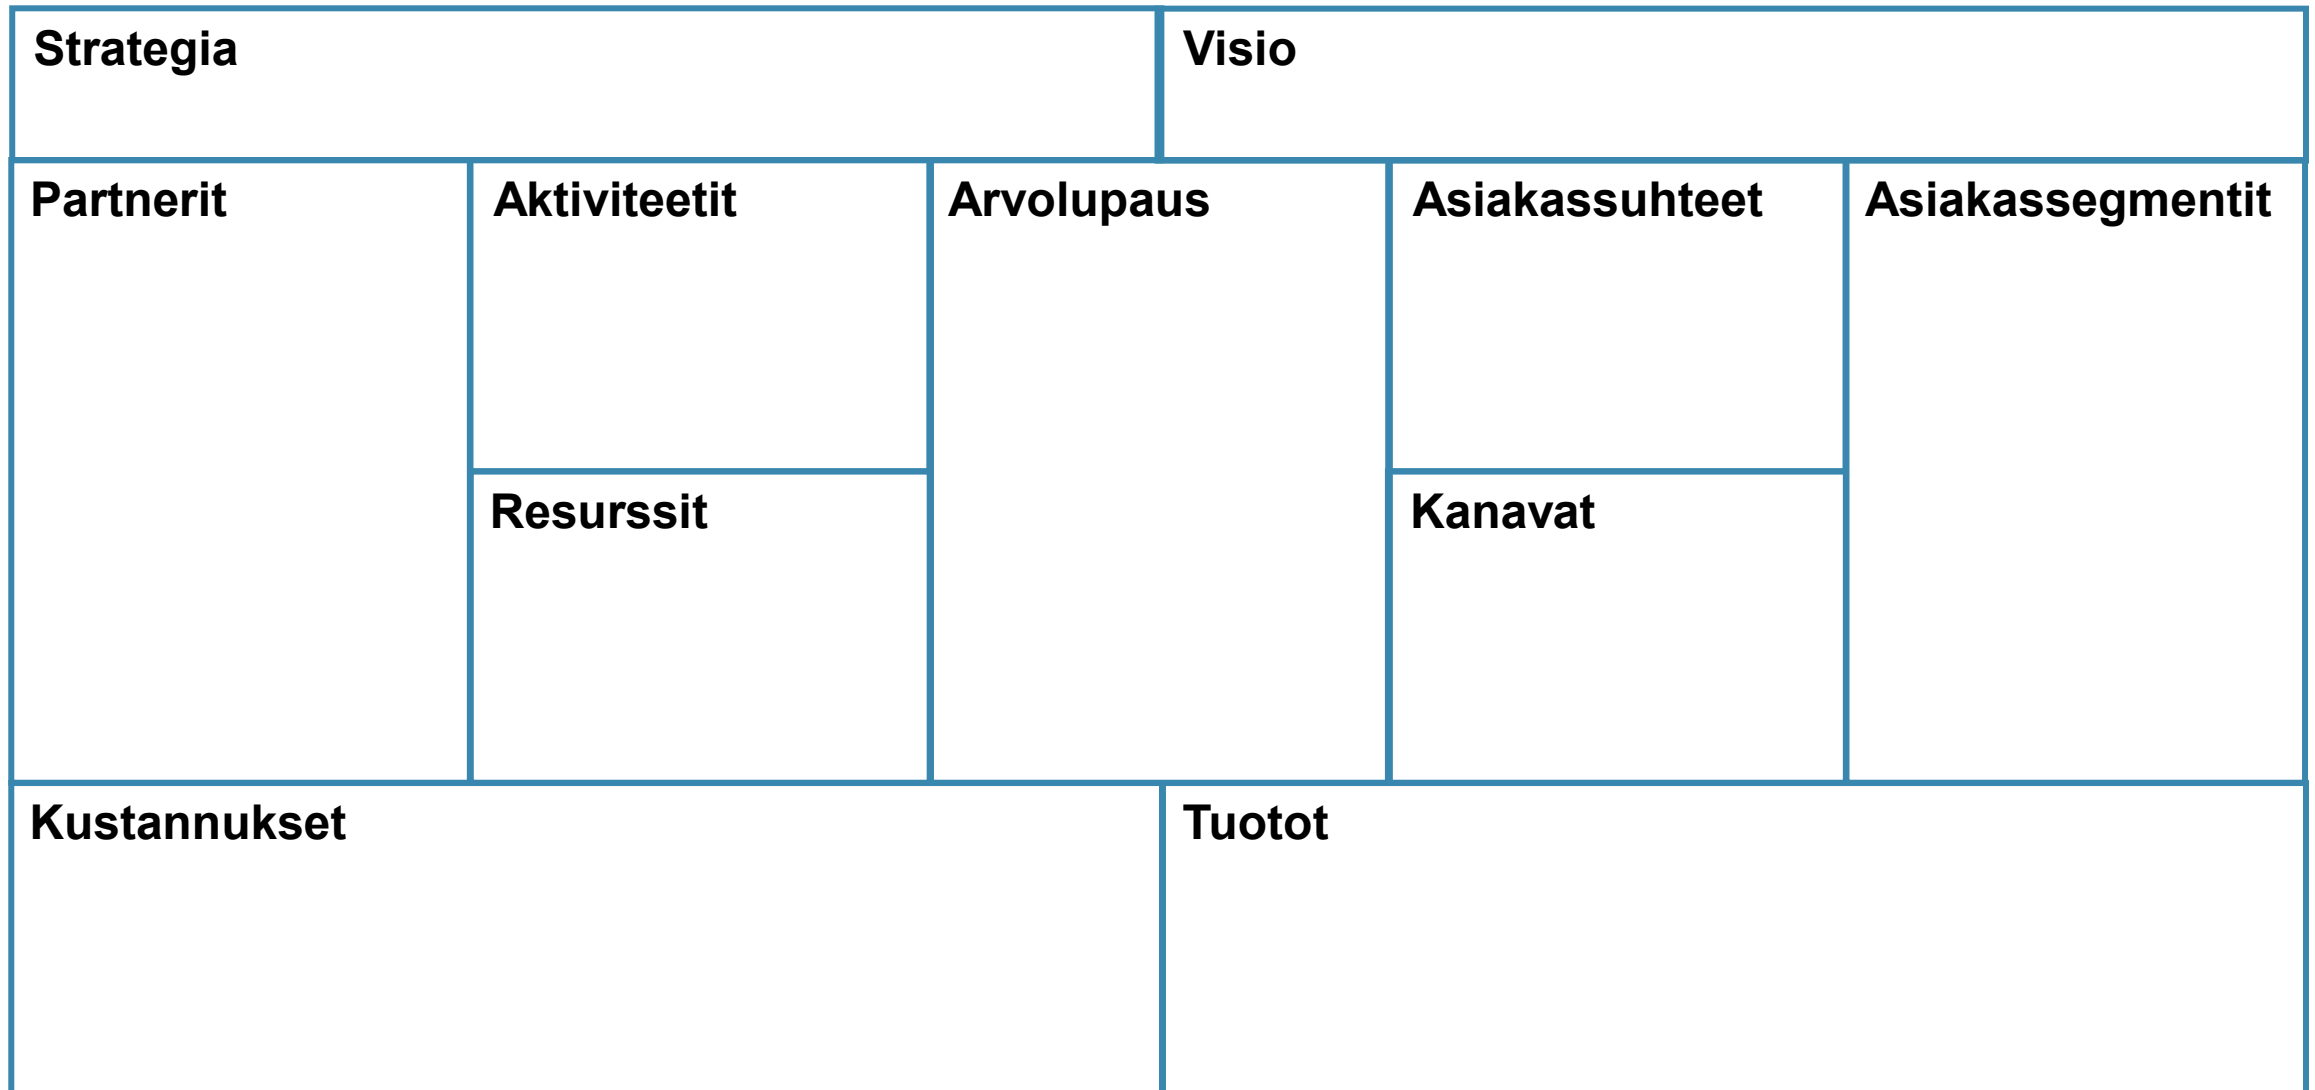 Strategia
Visio
Partnerit
Aktiviteetit
Arvolupaus
Asiakassuhteet
Asiakassegmentit
Resurssit
Kanavat
Kustannukset
Tuotot